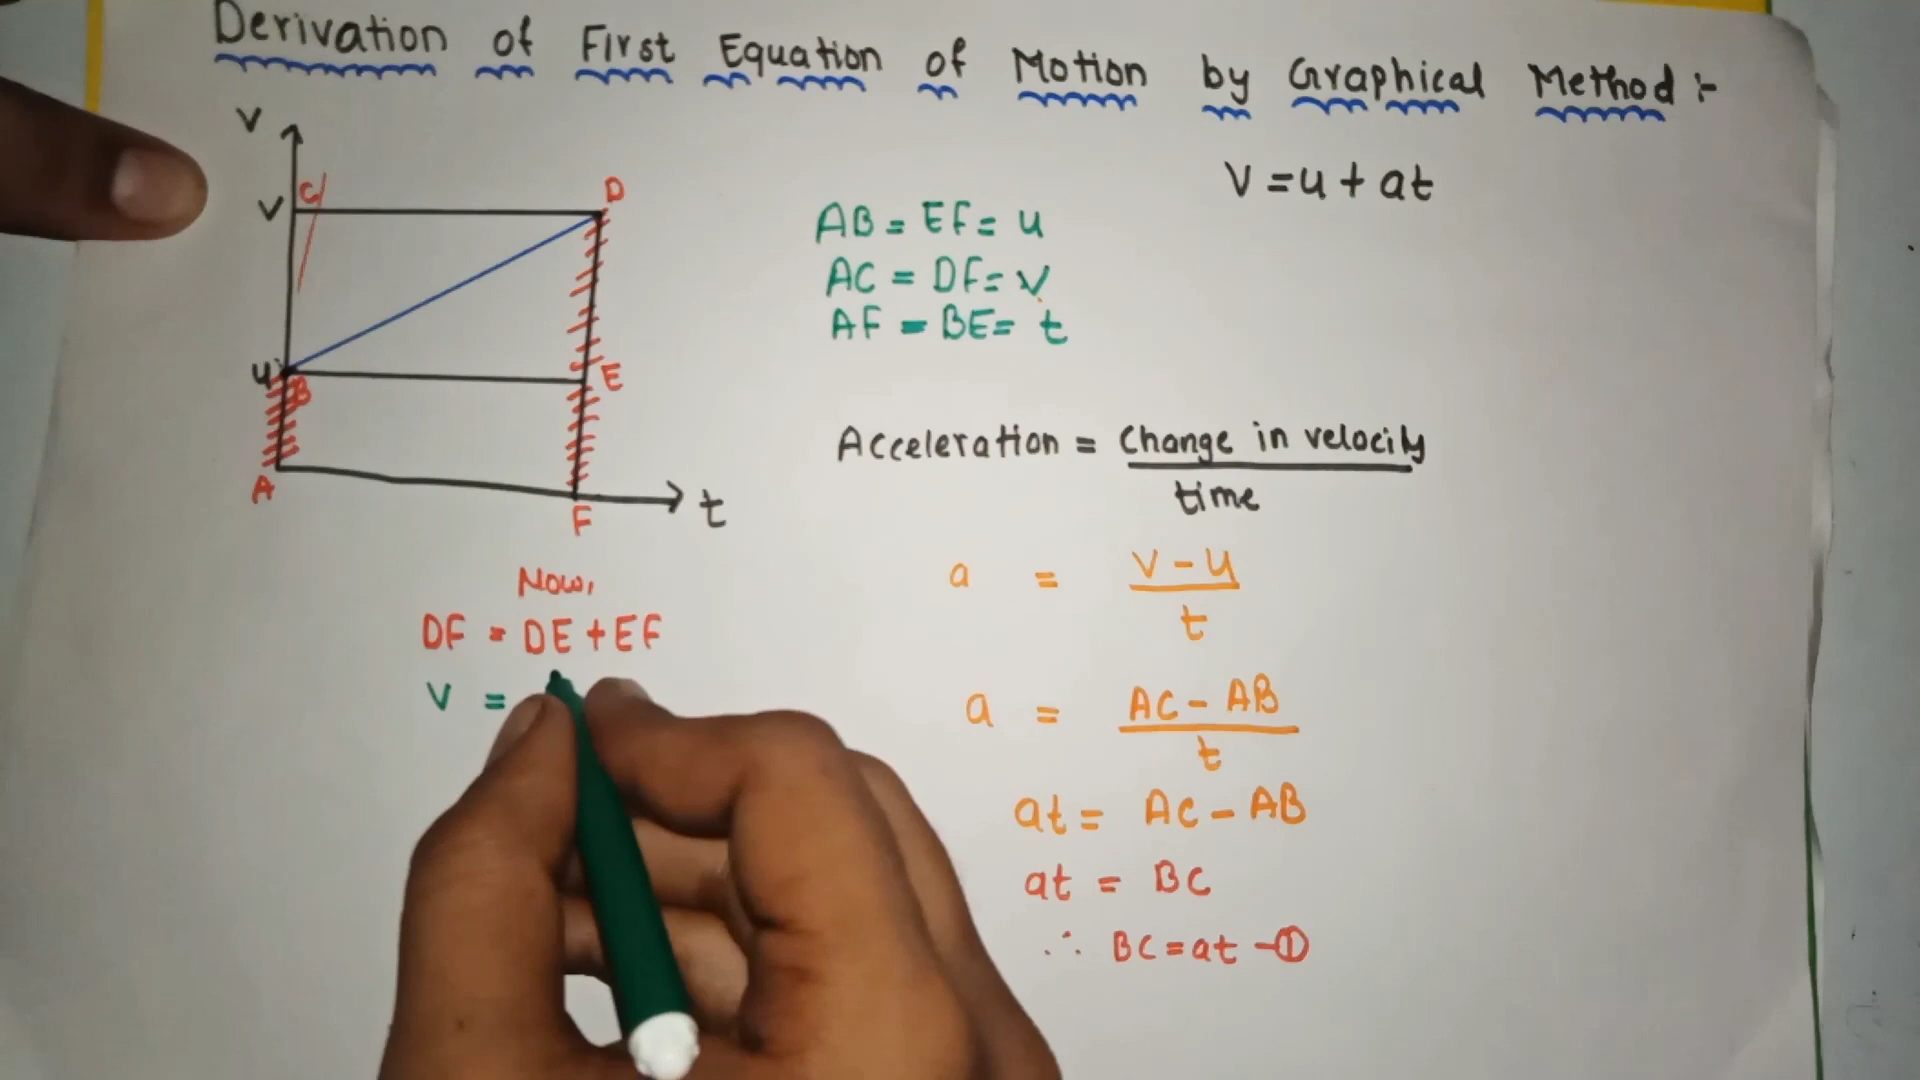 Derivation of First Equation of Motion by Graphical Method :-
V = u + at
V
V
C
D
u
B
E
A
F
t
AB = EF = u
AC = DF = V
AF = BE = t
Acceleration = Change in velocity
time
a = V - u
t
a = AC - AB
t
at = AC - AB
at = BC
∴ BC = at - ①
Now,
DF = DE + EF
V =